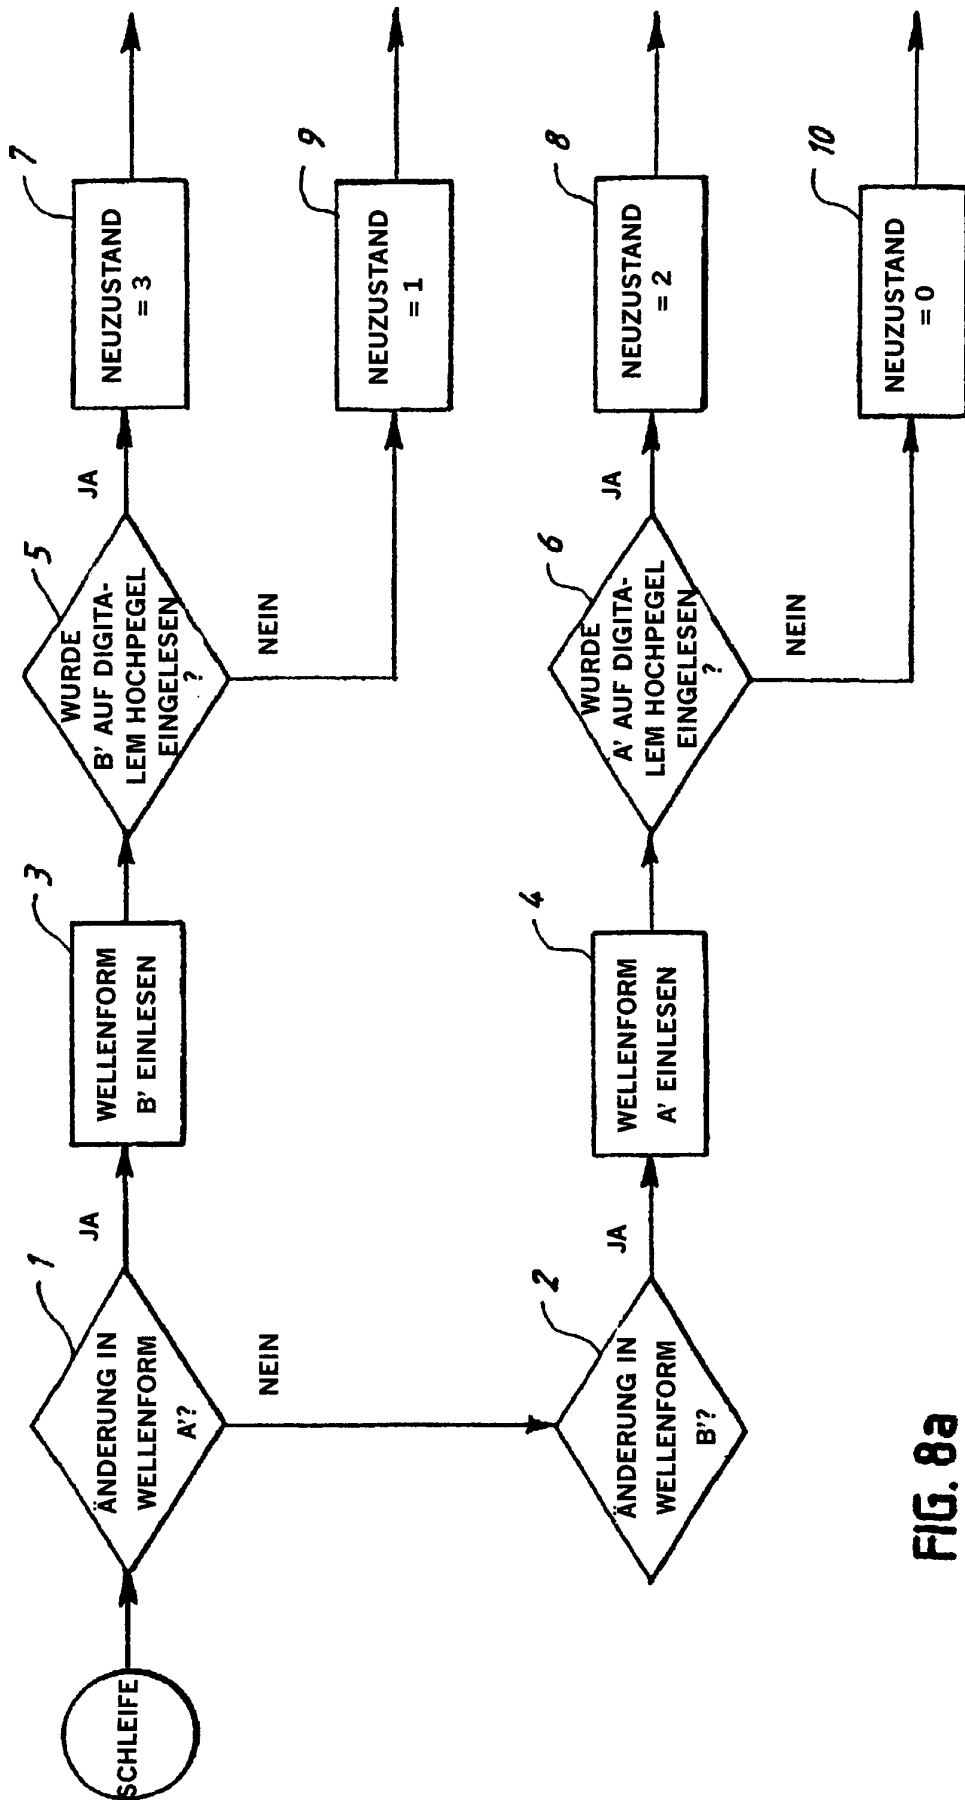 SCHLEIFE
ÄNDERUNG IN
WELLENFORM
A'?
1
JA
NEIN
WELLENFORM
B' EINLESEN
3
WURDE
B' AUF DIGITA-
LEM HOCHPEGEL
EINGELESEN
?
5
JA
NEIN
NEUZUSTAND
= 3
7
NEUZUSTAND
= 1
9
ÄNDERUNG IN
WELLENFORM
B'?
2
JA
WELLENFORM
A' EINLESEN
4
WURDE
A' AUF DIGITA-
LEM HOCHPEGEL
EINGELESEN
?
6
JA
NEIN
NEUZUSTAND
= 2
8
NEUZUSTAND
= 0
10
FIG. 8a